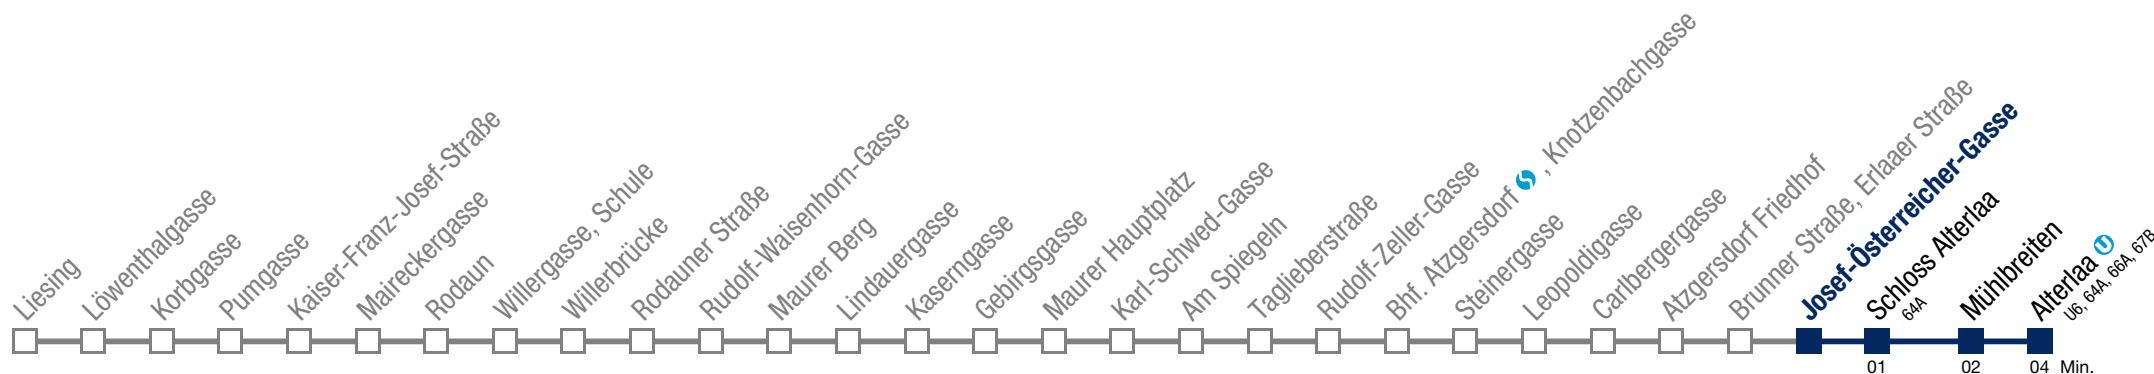 Liesing
Löwenthalgasse
Korbgasse
Pumgasse
Kaiser-Franz-Josef-Straße
Maireckergasse
Rodaun
Willergasse, Schule
Willerbrücke
Rodauner Straße
Rudolf-Waisenhorn-Gasse
Maurer Berg
Lindauergasse
Kaserngasse
Gebirgsgasse
Maurer Hauptplatz
Karl-Schwed-Gasse
Am Spiegeln
Taglieberstraße
Rudolf-Zeller-Gasse
Bhf. Atzgersdorf S, Knotzenbachgasse
Steinergasse
Leopoldigasse
Carlbergergasse
Atzgersdorf Friedhof
Brunner Straße, Erlaaer Straße
Josef-Österreicher-Gasse
Schloss Alterlaa
64A
Mühlbreiten
Alterlaa U
U6, 64A, 66A, 67B
01 02 04 Min.